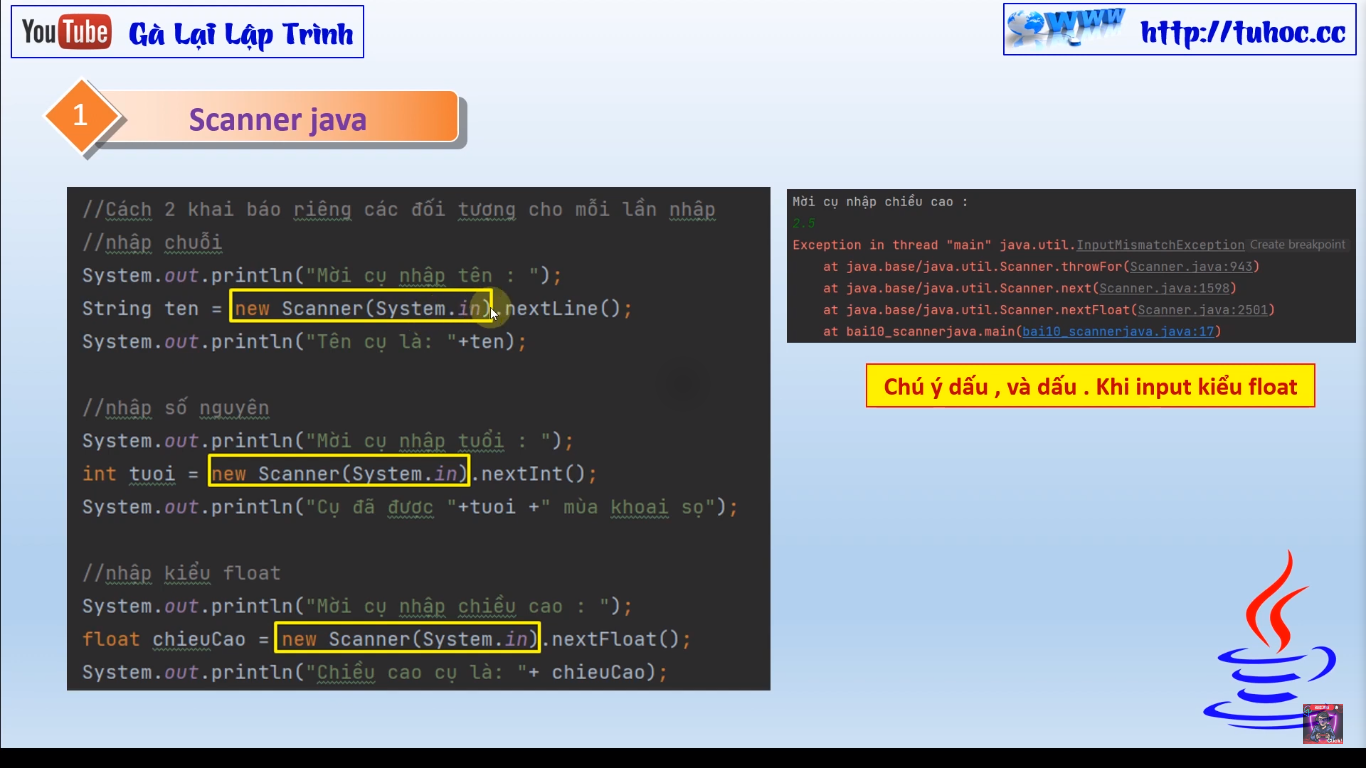 YouTube Gà Lại Lập Trình
WWW http://tuhoc.cc
1
Scanner java
//Cách 2 khai báo riêng các đối tượng cho mỗi lần nhập
//nhập chuỗi
System.out.println("Mời cụ nhập tên : ");
String ten = new Scanner(System.in).nextLine();
System.out.println("Tên cụ là: "+ten);
//nhập số nguyên
System.out.println("Mời cụ nhập tuổi : ");
int tuoi = new Scanner(System.in).nextInt();
System.out.println("Cụ đã được "+tuoi +" mùa khoai sọ");
//nhập kiểu float
System.out.println("Mời cụ nhập chiều cao : ");
float chieuCao = new Scanner(System.in).nextFloat();
System.out.println("Chiều cao cụ là: "+ chieuCao);
Mời cụ nhập chiều cao :
2.5
Exception in thread "main" java.util.InputMismatchException Create breakpoint
at java.base/java.util.Scanner.throwFor(Scanner.java:943)
at java.base/java.util.Scanner.next(Scanner.java:1598)
at java.base/java.util.Scanner.nextFloat(Scanner.java:2501)
at bai10_scannerjava.main(bai10_scannerjava.java:17)
Chú ý dấu , và dấu . Khi input kiểu float